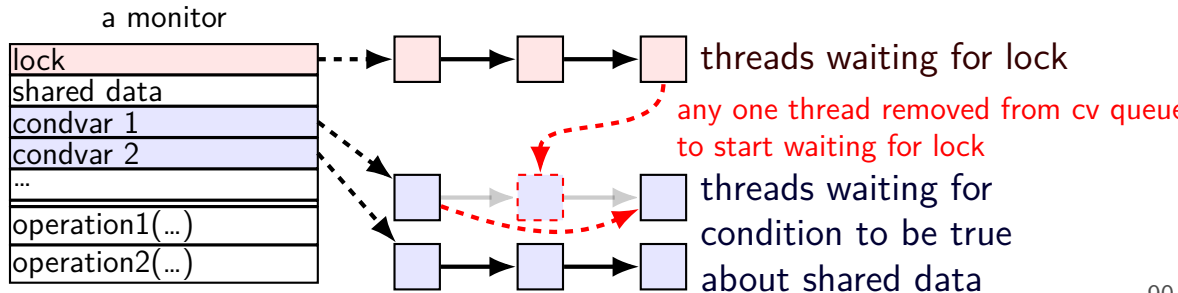 a monitor
lock
shared data
condvar 1
condvar 2
…
operation1(…)
operation2(…)
threads waiting for lock
any one thread removed from cv queue
to start waiting for lock
threads waiting for
condition to be true
about shared data